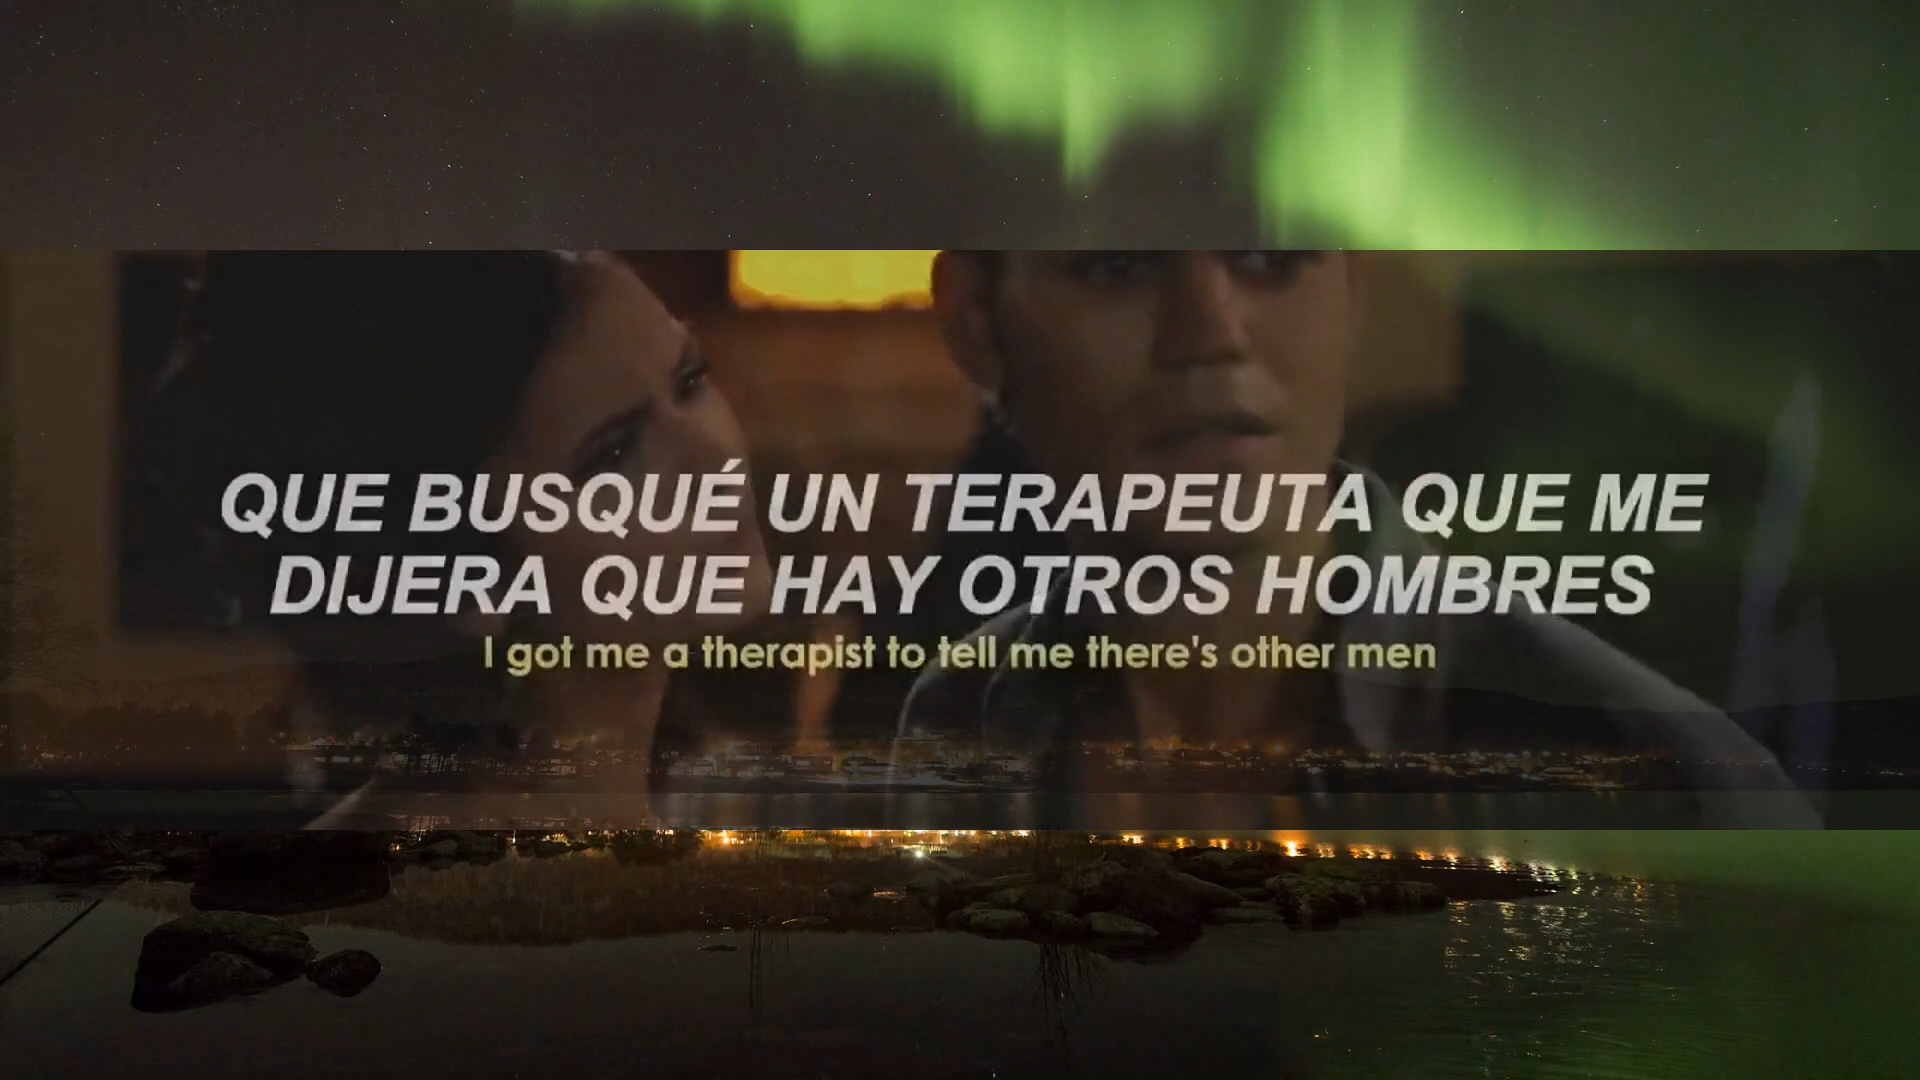 QUE BUSQUÉ UN TERAPEUTA QUE ME
DIJERA QUE HAY OTROS HOMBRES
I got me a therapist to tell me there's other men